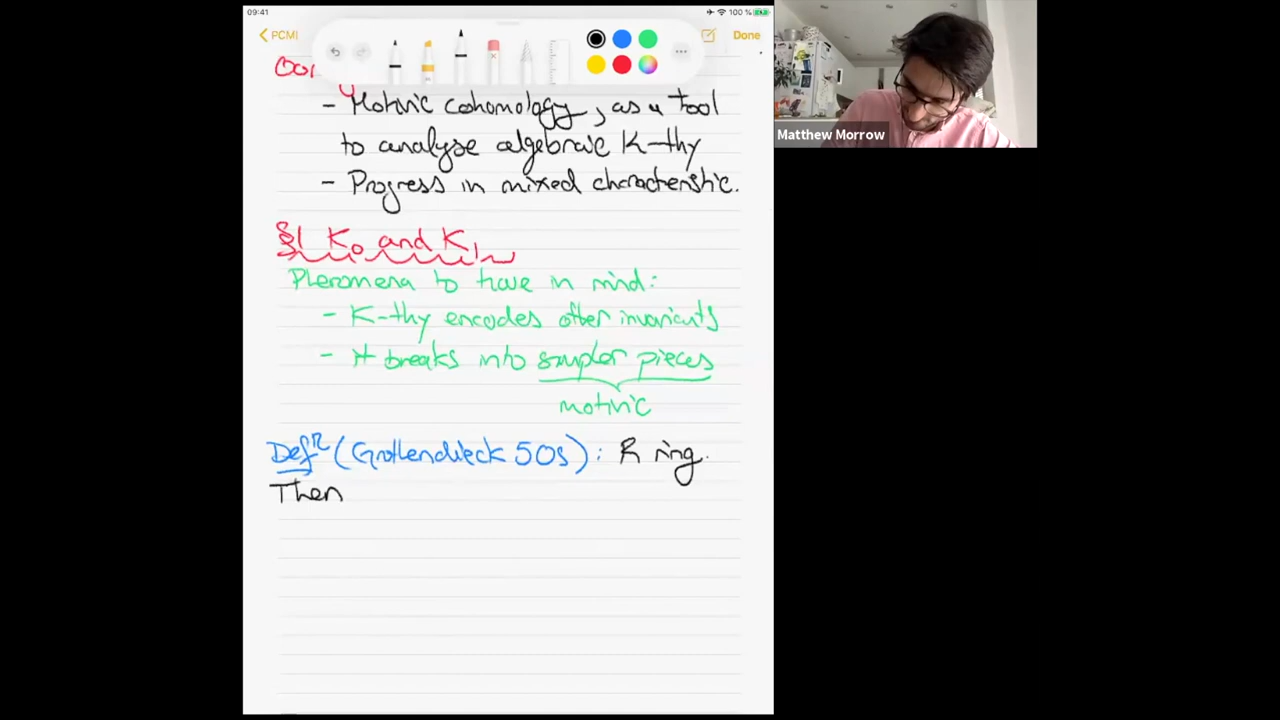 09:41
100 %
PCMI
Done
- Motivic cohomology, as a tool
to analyse algebraic K-thy
- Progress in mixed characteristic.
§1 K₀ and K₁
Phenomena to have in mind:
- K-thy encodes other invariants
- It breaks into simpler pieces
motivic
Defⁿ (Grothendieck 50s): R ring.
Then
Matthew Morrow